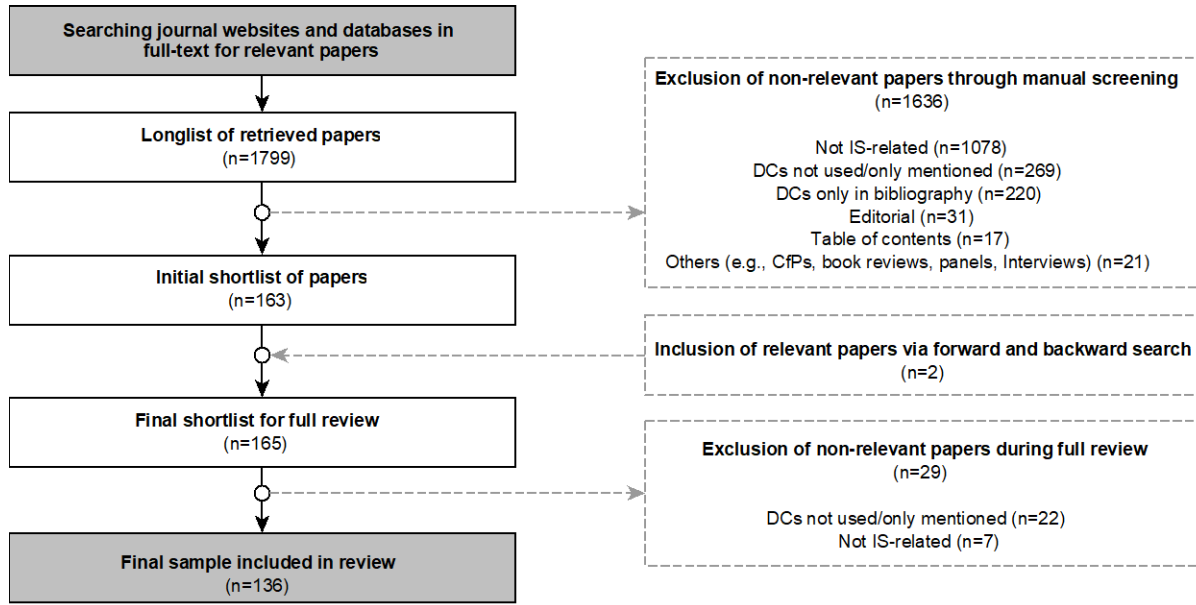 Searching journal websites and databases in
full-text for relevant papers
Longlist of retrieved papers
(n=1799)
Exclusion of non-relevant papers through manual screening
(n=1636)
Not IS-related (n=1078)
DCs not used/only mentioned (n=269)
DCs only in bibliography (n=220)
Editorial (n=31)
Table of contents (n=17)
Others (e.g., CfPs, book reviews, panels, Interviews) (n=21)
Initial shortlist of papers
(n=163)
Inclusion of relevant papers via forward and backward search
(n=2)
Final shortlist for full review
(n=165)
Exclusion of non-relevant papers during full review
(n=29)
DCs not used/only mentioned (n=22)
Not IS-related (n=7)
Final sample included in review
(n=136)